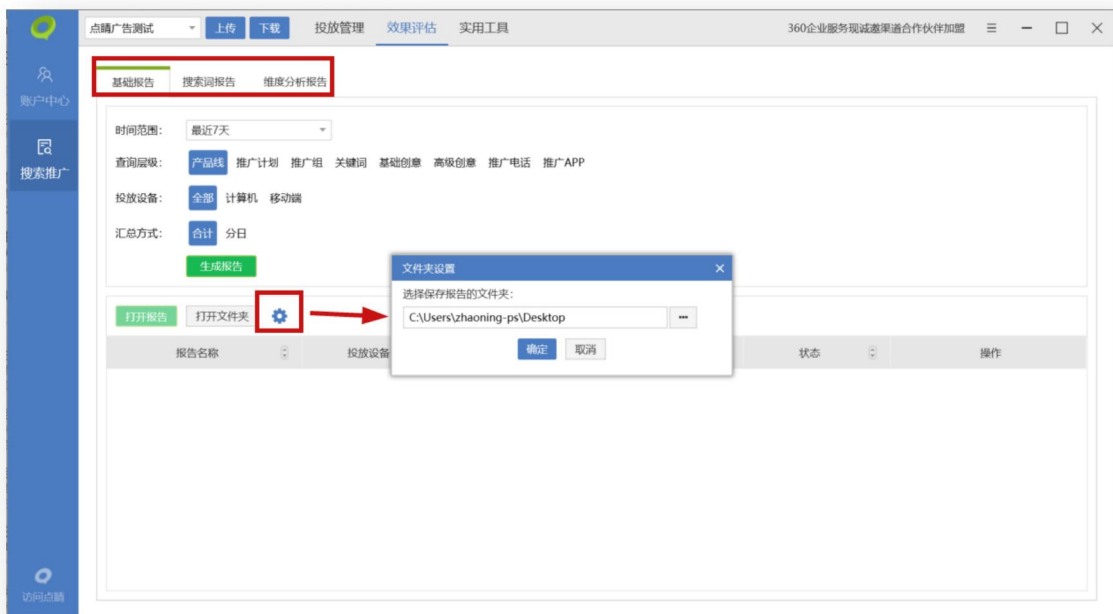 点睛广告测试 上传 下载 投放管理 效果评估 实用工具 360企业服务现诚邀渠道合作伙伴加盟
账户中心
搜索推广
基础报告 搜索词报告 维度分析报告
时间范围: 最近7天
查询层级: 产品线 推广计划 推广组 关键词 基础创意 高级创意 推广电话 推广APP
投放设备: 全部 计算机 移动端
汇总方式: 合计 分日
生成报告
文件夹设置
选择保存报告的文件夹:
C:\Users\zhaoning-ps\Desktop ...
确定 取消
打开报告 打开文件夹
报告名称 投放设备 状态 操作
访问点睛